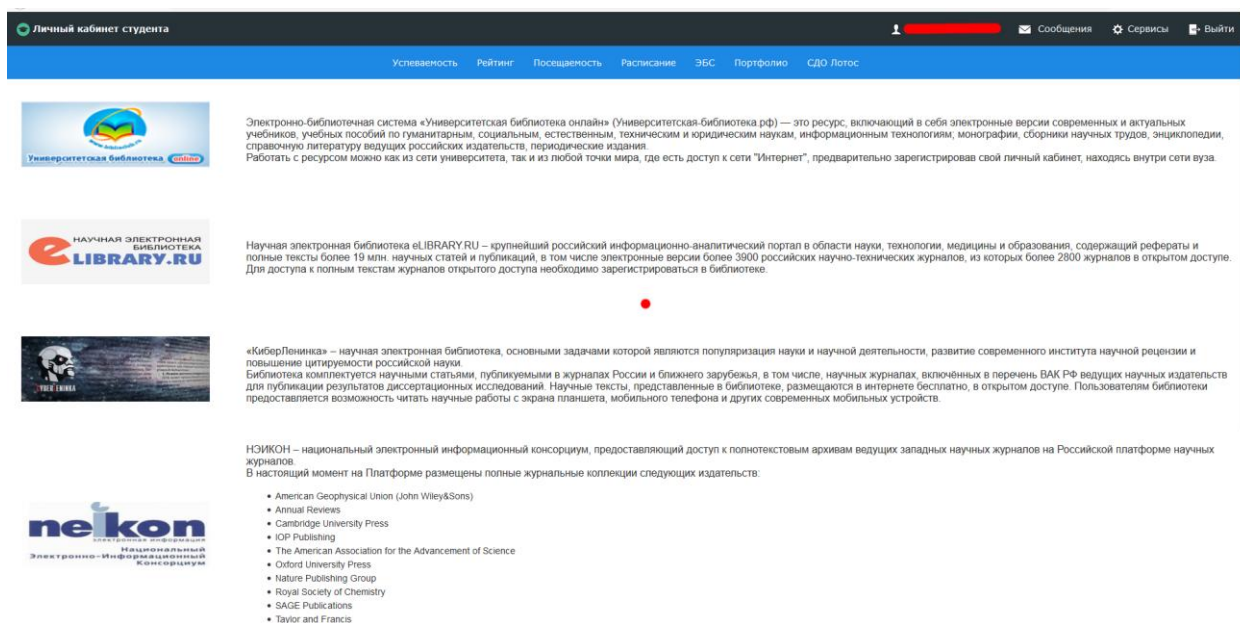 Личный кабинет студента
Сообщения
Сервисы
Выйти
Успеваемость Рейтинг Посещаемость Расписание ЭБС Портфолио СДО Лотос
www.biblioclub.ru
Университетская библиотека online
Электронно-библиотечная система «Университетская библиотека онлайн» (Университетская-библиотека.рф) — это ресурс, включающий в себя электронные версии современных и актуальных
учебников, учебных пособий по гуманитарным, социальным, естественным, техническим и юридическим наукам, информационным технологиям; монографии, сборники научных трудов, энциклопедии,
справочную литературу ведущих российских издательств, периодические издания.
Работать с ресурсом можно как из сети университета, так и из любой точки мира, где есть доступ к сети "Интернет", предварительно зарегистрировав свой личный кабинет, находясь внутри сети вуза.
НАУЧНАЯ ЭЛЕКТРОННАЯ
БИБЛИОТЕКА
eLIBRARY.RU
Научная электронная библиотека eLIBRARY.RU – крупнейший российский информационно-аналитический портал в области науки, технологии, медицины и образования, содержащий рефераты и
полные тексты более 19 млн. научных статей и публикаций, в том числе электронные версии более 3900 российских научно-технических журналов, из которых более 2800 журналов в открытом доступе.
Для доступа к полным текстам журналов открытого доступа необходимо зарегистрироваться в библиотеке.
CYBERLENINKA
«КиберЛенинка» – научная электронная библиотека, основными задачами которой являются популяризация науки и научной деятельности, развитие современного института научной рецензии и
повышение цитируемости российской науки.
Библиотека комплектуется научными статьями, публикуемыми в журналах России и ближнего зарубежья, в том числе, научных журналах, включённых в перечень ВАК РФ ведущих научных издательств
для публикации результатов диссертационных исследований. Научные тексты, представленные в библиотеке, размещаются в интернете бесплатно, в открытом доступе. Пользователям библиотеки
предоставляется возможность читать научные работы с экрана планшета, мобильного телефона и других современных мобильных устройств.
НЭИКОН – национальный электронный информационный консорциум, предоставляющий доступ к полнотекстовым архивам ведущих западных научных журналов на Российской платформе научных
журналов.
В настоящий момент на Платформе размещены полные журнальные коллекции следующих издательств:
neikon
электронная информация
Национальный
Электронно-Информационный
Консорциум
• American Geophysical Union (John Wiley&Sons)
• Annual Reviews
• Cambridge University Press
• IOP Publishing
• The American Association for the Advancement of Science
• Oxford University Press
• Nature Publishing Group
• Royal Society of Chemistry
• SAGE Publications
• Taylor and Francis